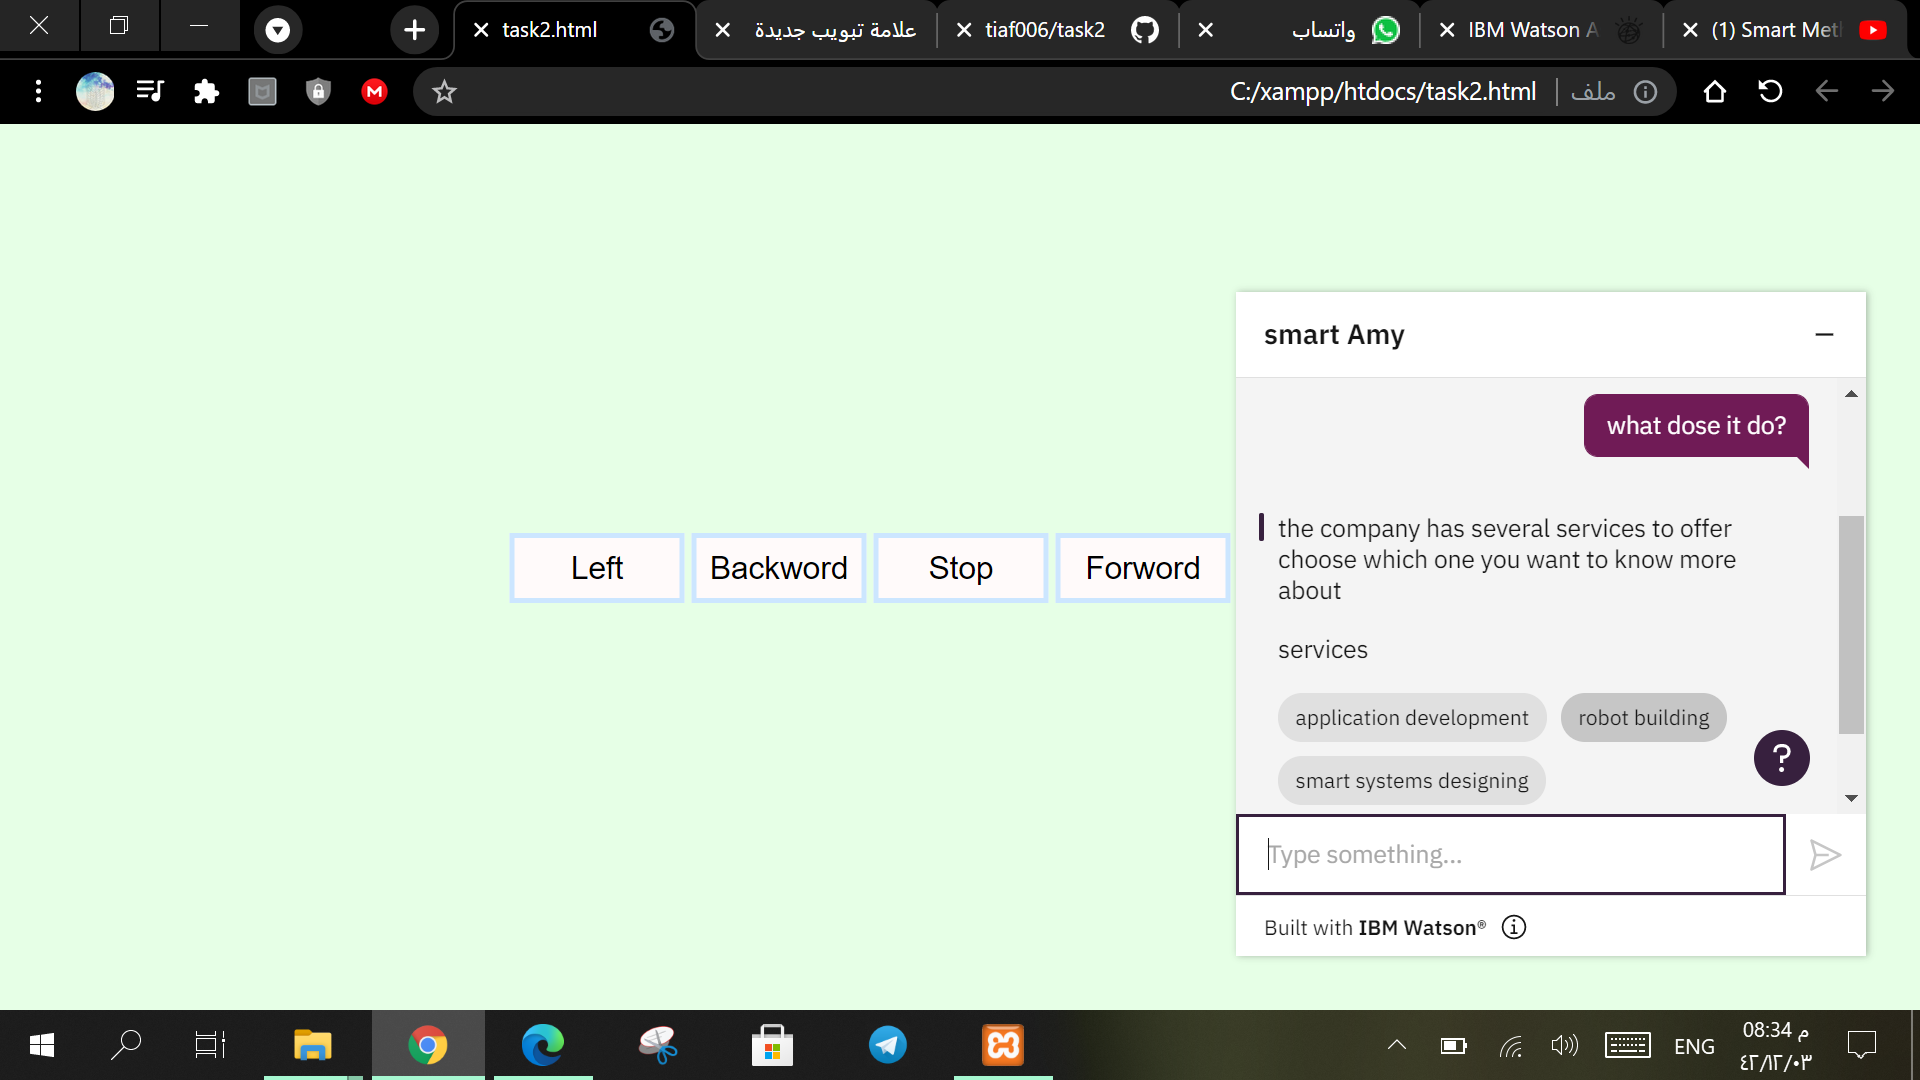 task2.html
علامة تبويب جديدة
tiaf006/task2
واتساب
IBM Watson A
(1) Smart Met
C:/xampp/htdocs/task2.html
ملف
smart Amy
what dose it do?
the company has several services to offer
choose which one you want to know more
about
services
application development
robot building
smart systems designing
?
Type something...
Built with IBM Watson®
Left
Backword
Stop
Forword
ENG
08:34 م
٤٢/١٢/٠٣